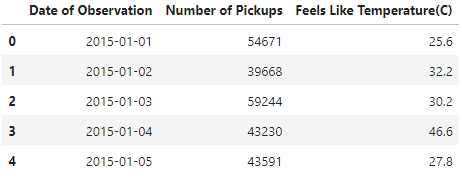 Date of Observation Number of Pickups Feels Like Temperature(C)
0 2015-01-01 54671 25.6
1 2015-01-02 39668 32.2
2 2015-01-03 59244 30.2
3 2015-01-04 43230 46.6
4 2015-01-05 43591 27.8